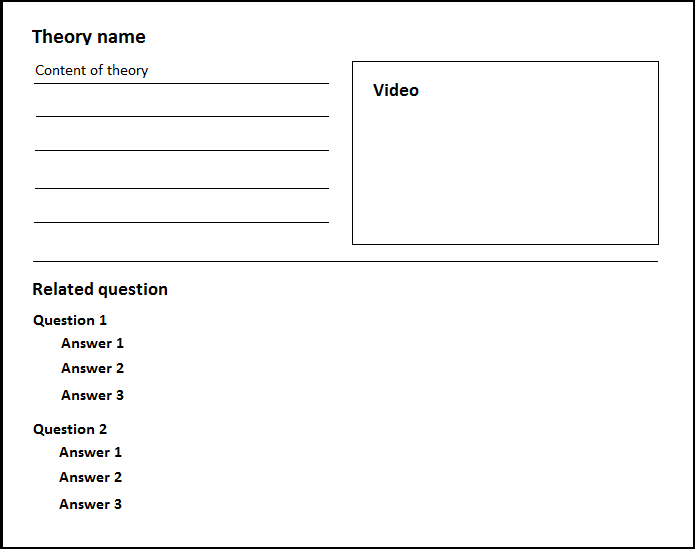 Theory name
Content of theory
Video
Related question
Question 1
Answer 1
Answer 2
Answer 3
Question 2
Answer 1
Answer 2
Answer 3